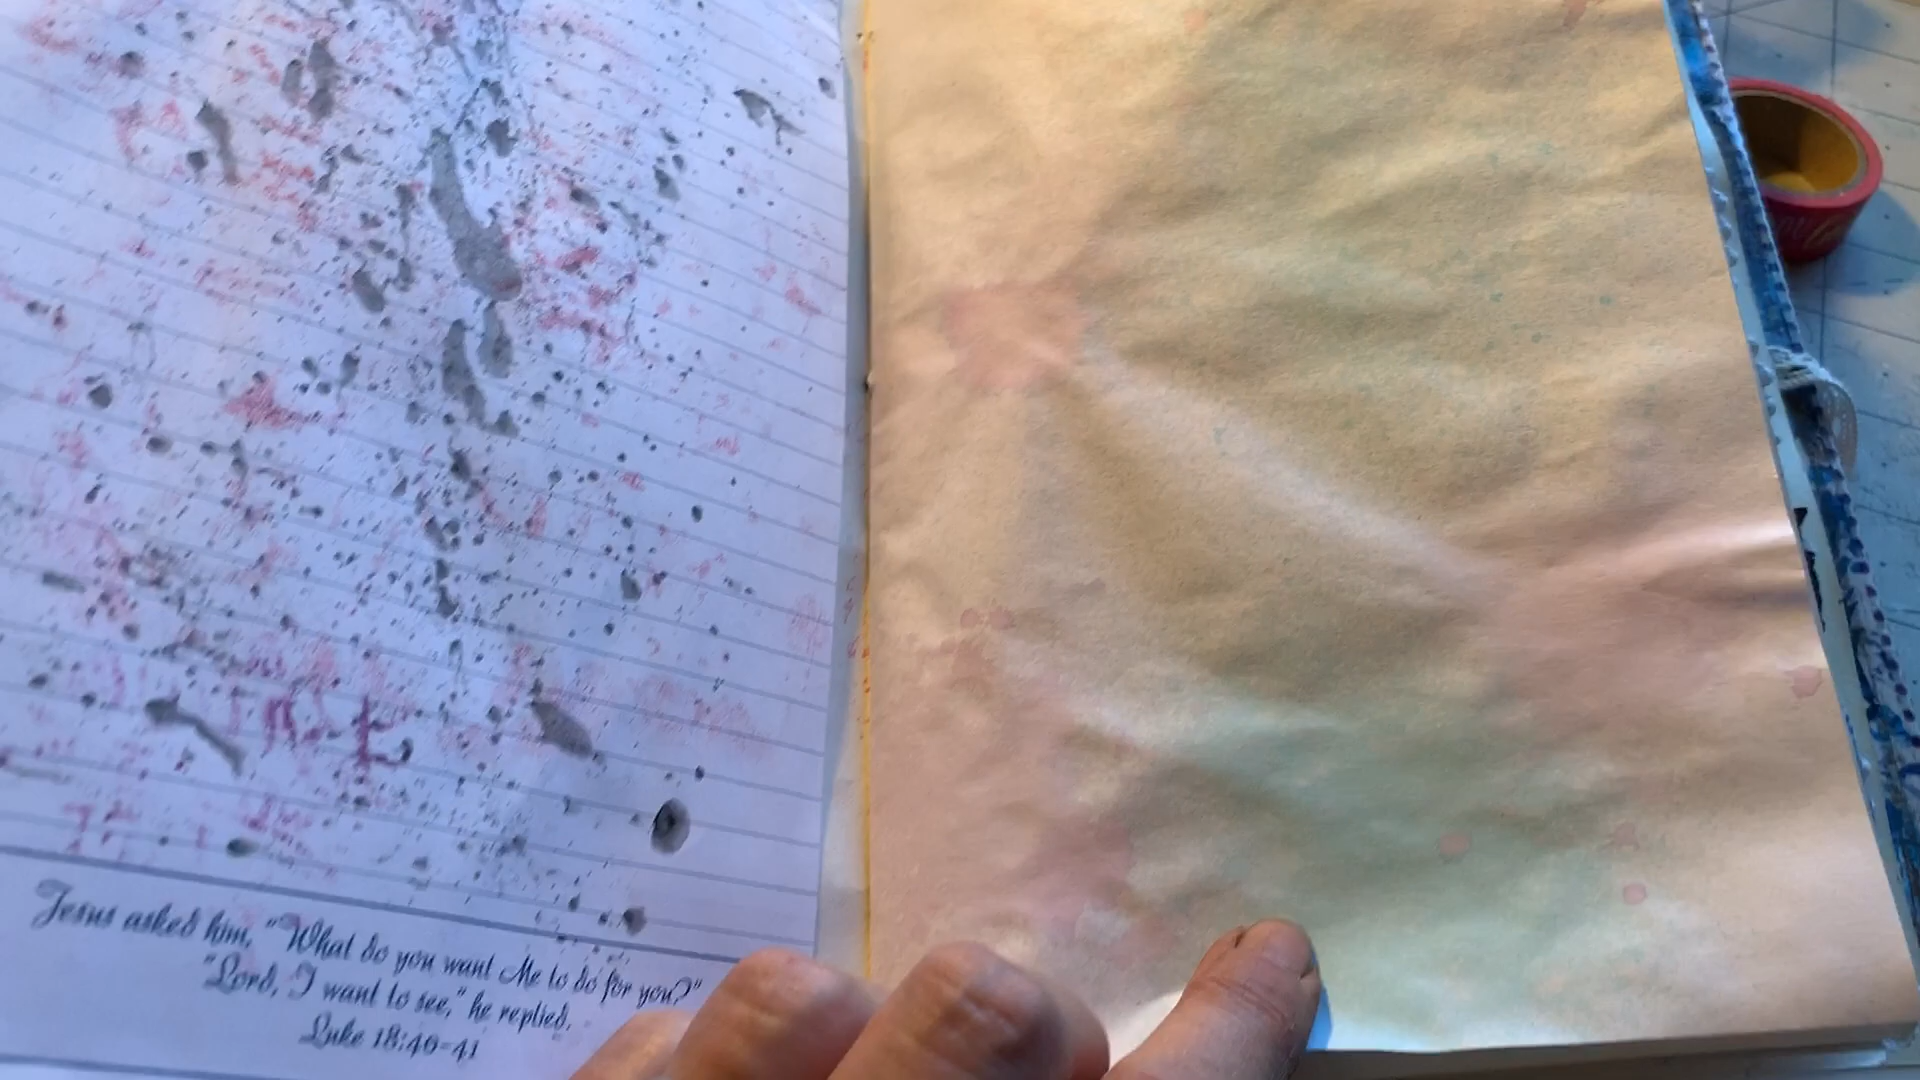 Jesus asked him, "What do you want Me to do for you?"
"Lord, I want to see," he replied.
Luke 18:40-41